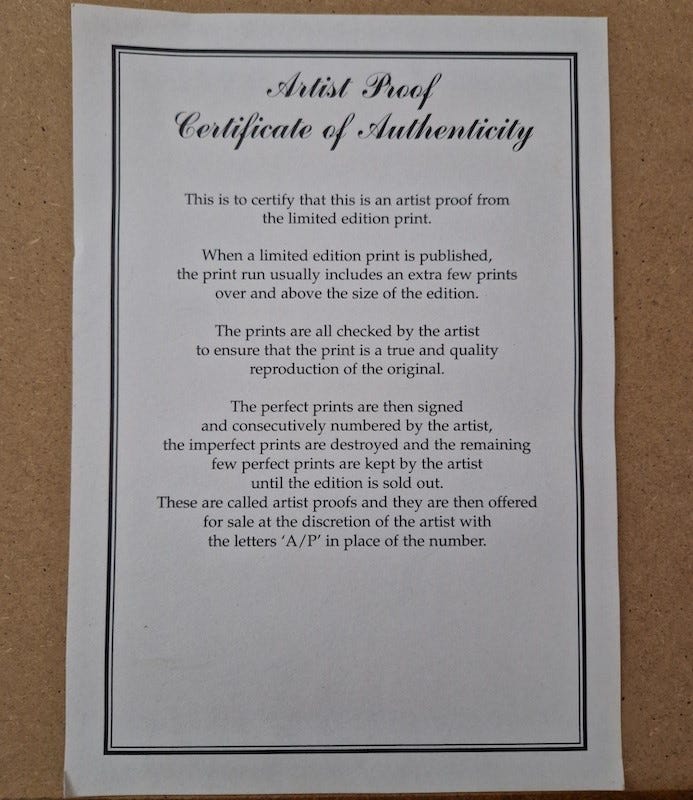 Artist Proof
Certificate of Authenticity
This is to certify that this is an artist proof from
the limited edition print.
When a limited edition print is published,
the print run usually includes an extra few prints
over and above the size of the edition.
The prints are all checked by the artist
to ensure that the print is a true and quality
reproduction of the original.
The perfect prints are then signed
and consecutively numbered by the artist,
the imperfect prints are destroyed and the remaining
few perfect prints are kept by the artist
until the edition is sold out.
These are called artist proofs and they are then offered
for sale at the discretion of the artist with
the letters ‘A/P’ in place of the number.